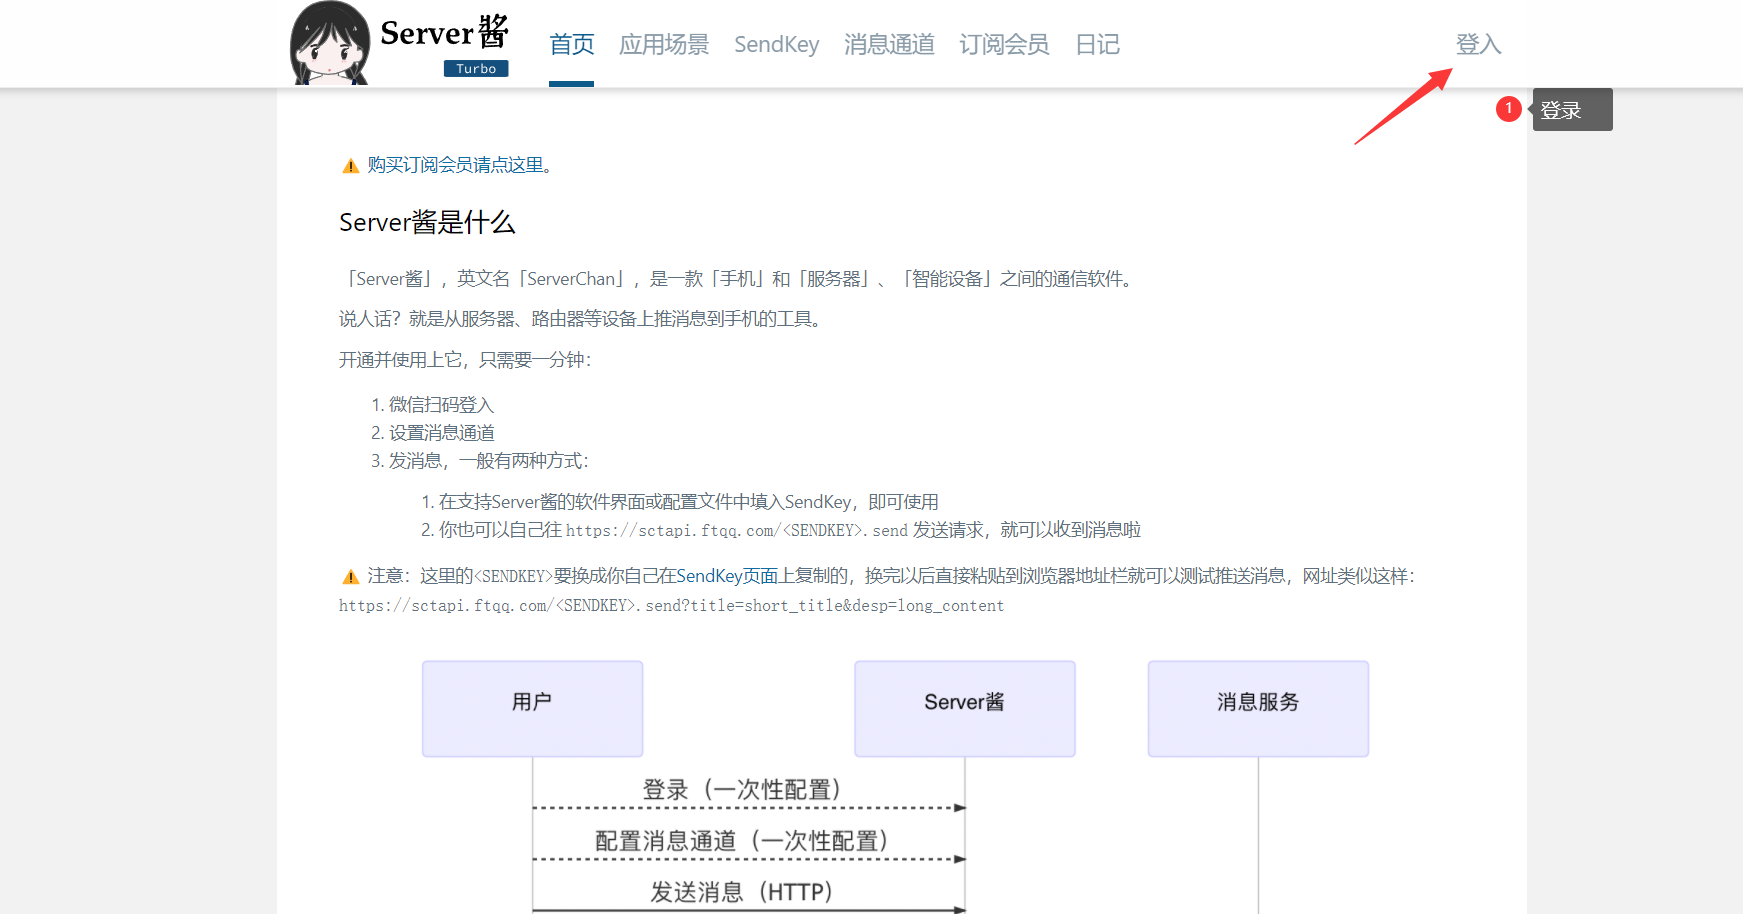 Server酱
Turbo
首页 应用场景 SendKey 消息通道 订阅会员 日记 登入
1 登录
购买订阅会员请点这里。
Server酱是什么
「Server酱」，英文名「ServerChan」，是一款「手机」和「服务器」、「智能设备」之间的通信软件。
说人话？就是从服务器、路由器等设备上推消息到手机的工具。
开通并使用上它，只需要一分钟：
1. 微信扫码登入
2. 设置消息通道
3. 发消息，一般有两种方式：
1. 在支持Server酱的软件界面或配置文件中填入SendKey，即可使用
2. 你也可以自己往 https://sctapi.ftqq.com/<SENDKEY>.send 发送请求，就可以收到消息啦
注意：这里的<SENDKEY>要换成你自己在SendKey页面上复制的，换完以后直接粘贴到浏览器地址栏就可以测试推送消息，网址类似这样：
https://sctapi.ftqq.com/<SENDKEY>.send?title=short_title&desp=long_content
用户 Server酱 消息服务
登录（一次性配置）
配置消息通道（一次性配置）
发送消息（HTTP）